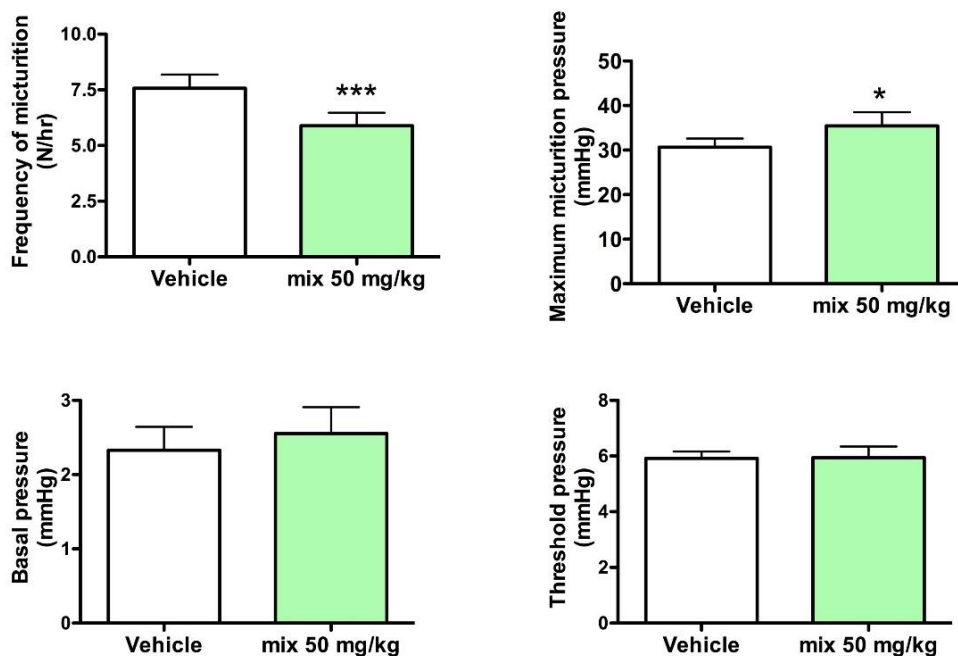 Frequency of micturition
(N/hr)
10.0
7.5
5.0
2.5
0.0
***
Vehicle
mix 50 mg/kg
Maximum micturition pressure
(mmHg)
50
40
30
20
10
0
*
Vehicle
mix 50 mg/kg
Basal pressure
(mmHg)
3
2
1
0
Vehicle
mix 50 mg/kg
Threshold pressure
(mmHg)
8
6
4
2
0
Vehicle
mix 50 mg/kg